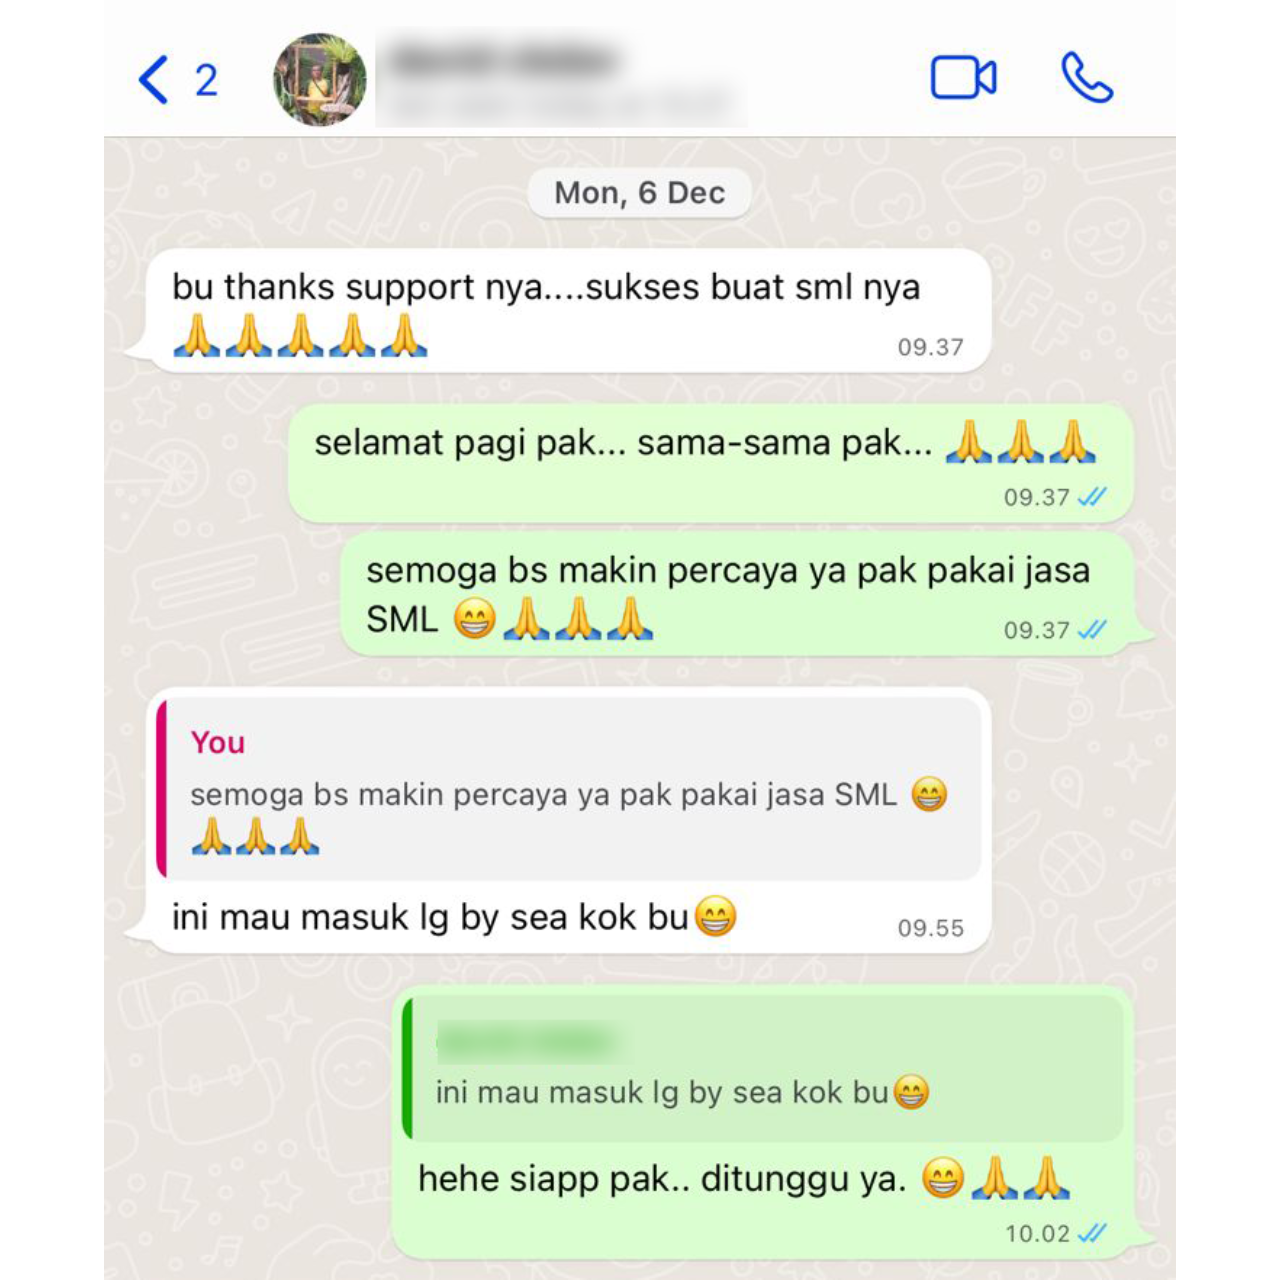 2
Mon, 6 Dec
bu thanks support nya....sukses buat sml nya
🙏🙏🙏🙏🙏
09.37
selamat pagi pak... sama-sama pak... 🙏🙏🙏
09.37
semoga bs makin percaya ya pak pakai jasa
SML 😁🙏🙏🙏
09.37
You
semoga bs makin percaya ya pak pakai jasa SML 😁
🙏🙏🙏
ini mau masuk lg by sea kok bu😁
09.55
ini mau masuk lg by sea kok bu😁
hehe siapp pak.. ditunggu ya. 😁🙏🙏
10.02